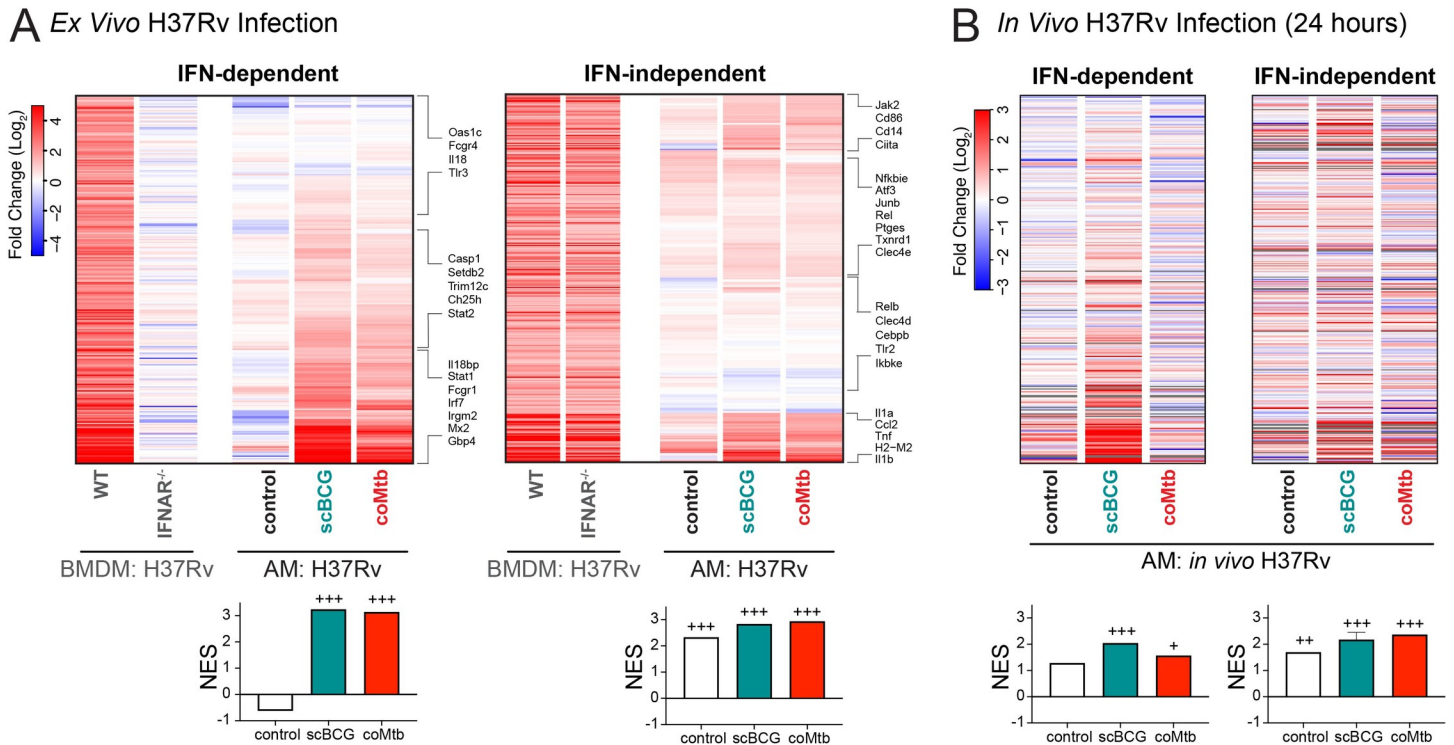 A Ex Vivo H37Rv Infection
IFN-dependent
IFN-independent
Fold Change (Log2)
4
2
0
−2
−4
Oas1c
Fcgr4
Il18
Tlr3
Casp1
Setdb2
Trim12c
Ch25h
Stat2
Il18bp
Stat1
Fcgr1
Irf7
Irgm2
Mx2
Gbp4
Jak2
Cd86
Cd14
Ciita
Nfkbie
Atf3
Junb
Rel
Ptges
Txnrd1
Clec4e
Relb
Clec4d
Cebpb
Tlr2
Ikbke
Il1a
Ccl2
Tnf
H2−M2
Il1b
WT
IFNAR-/-
control
scBCG
coMtb
WT
IFNAR-/-
control
scBCG
coMtb
BMDM: H37Rv
AM: H37Rv
BMDM: H37Rv
AM: H37Rv
NES
3
2
1
0
-1
+++
+++
control scBCG coMtb
NES
3
2
1
0
-1
+++
+++
+++
control scBCG coMtb
B In Vivo H37Rv Infection (24 hours)
IFN-dependent
IFN-independent
Fold Change (Log2)
3
2
1
0
−1
−2
−3
control
scBCG
coMtb
control
scBCG
coMtb
AM: in vivo H37Rv
NES
3
2
1
0
-1
+++
+
control scBCG coMtb
NES
3
2
1
0
-1
++
+++
+++
control scBCG coMtb